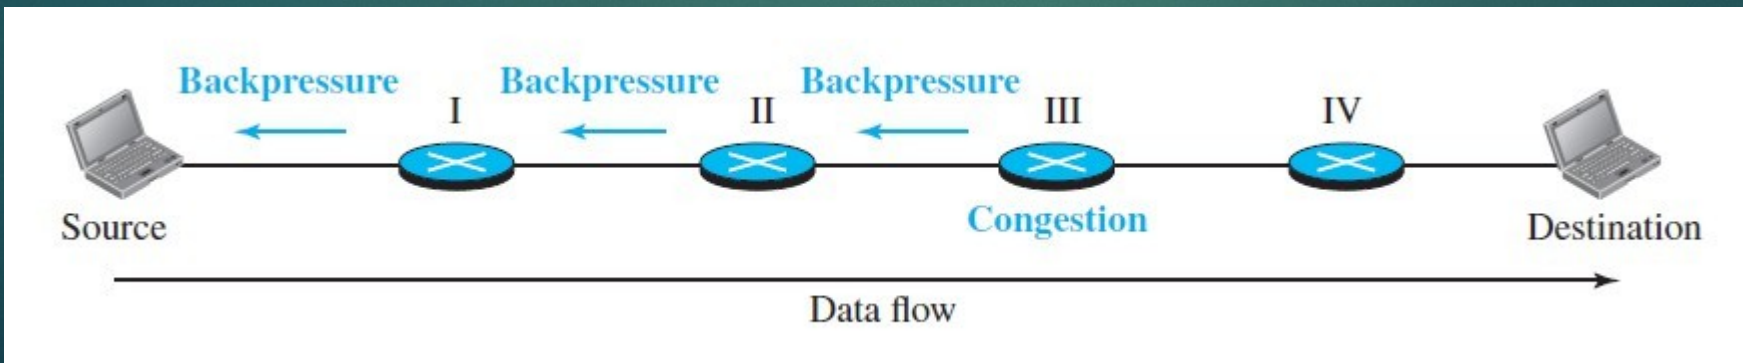 Backpressure Backpressure Backpressure
I II III IV
Source Congestion Destination
Data flow